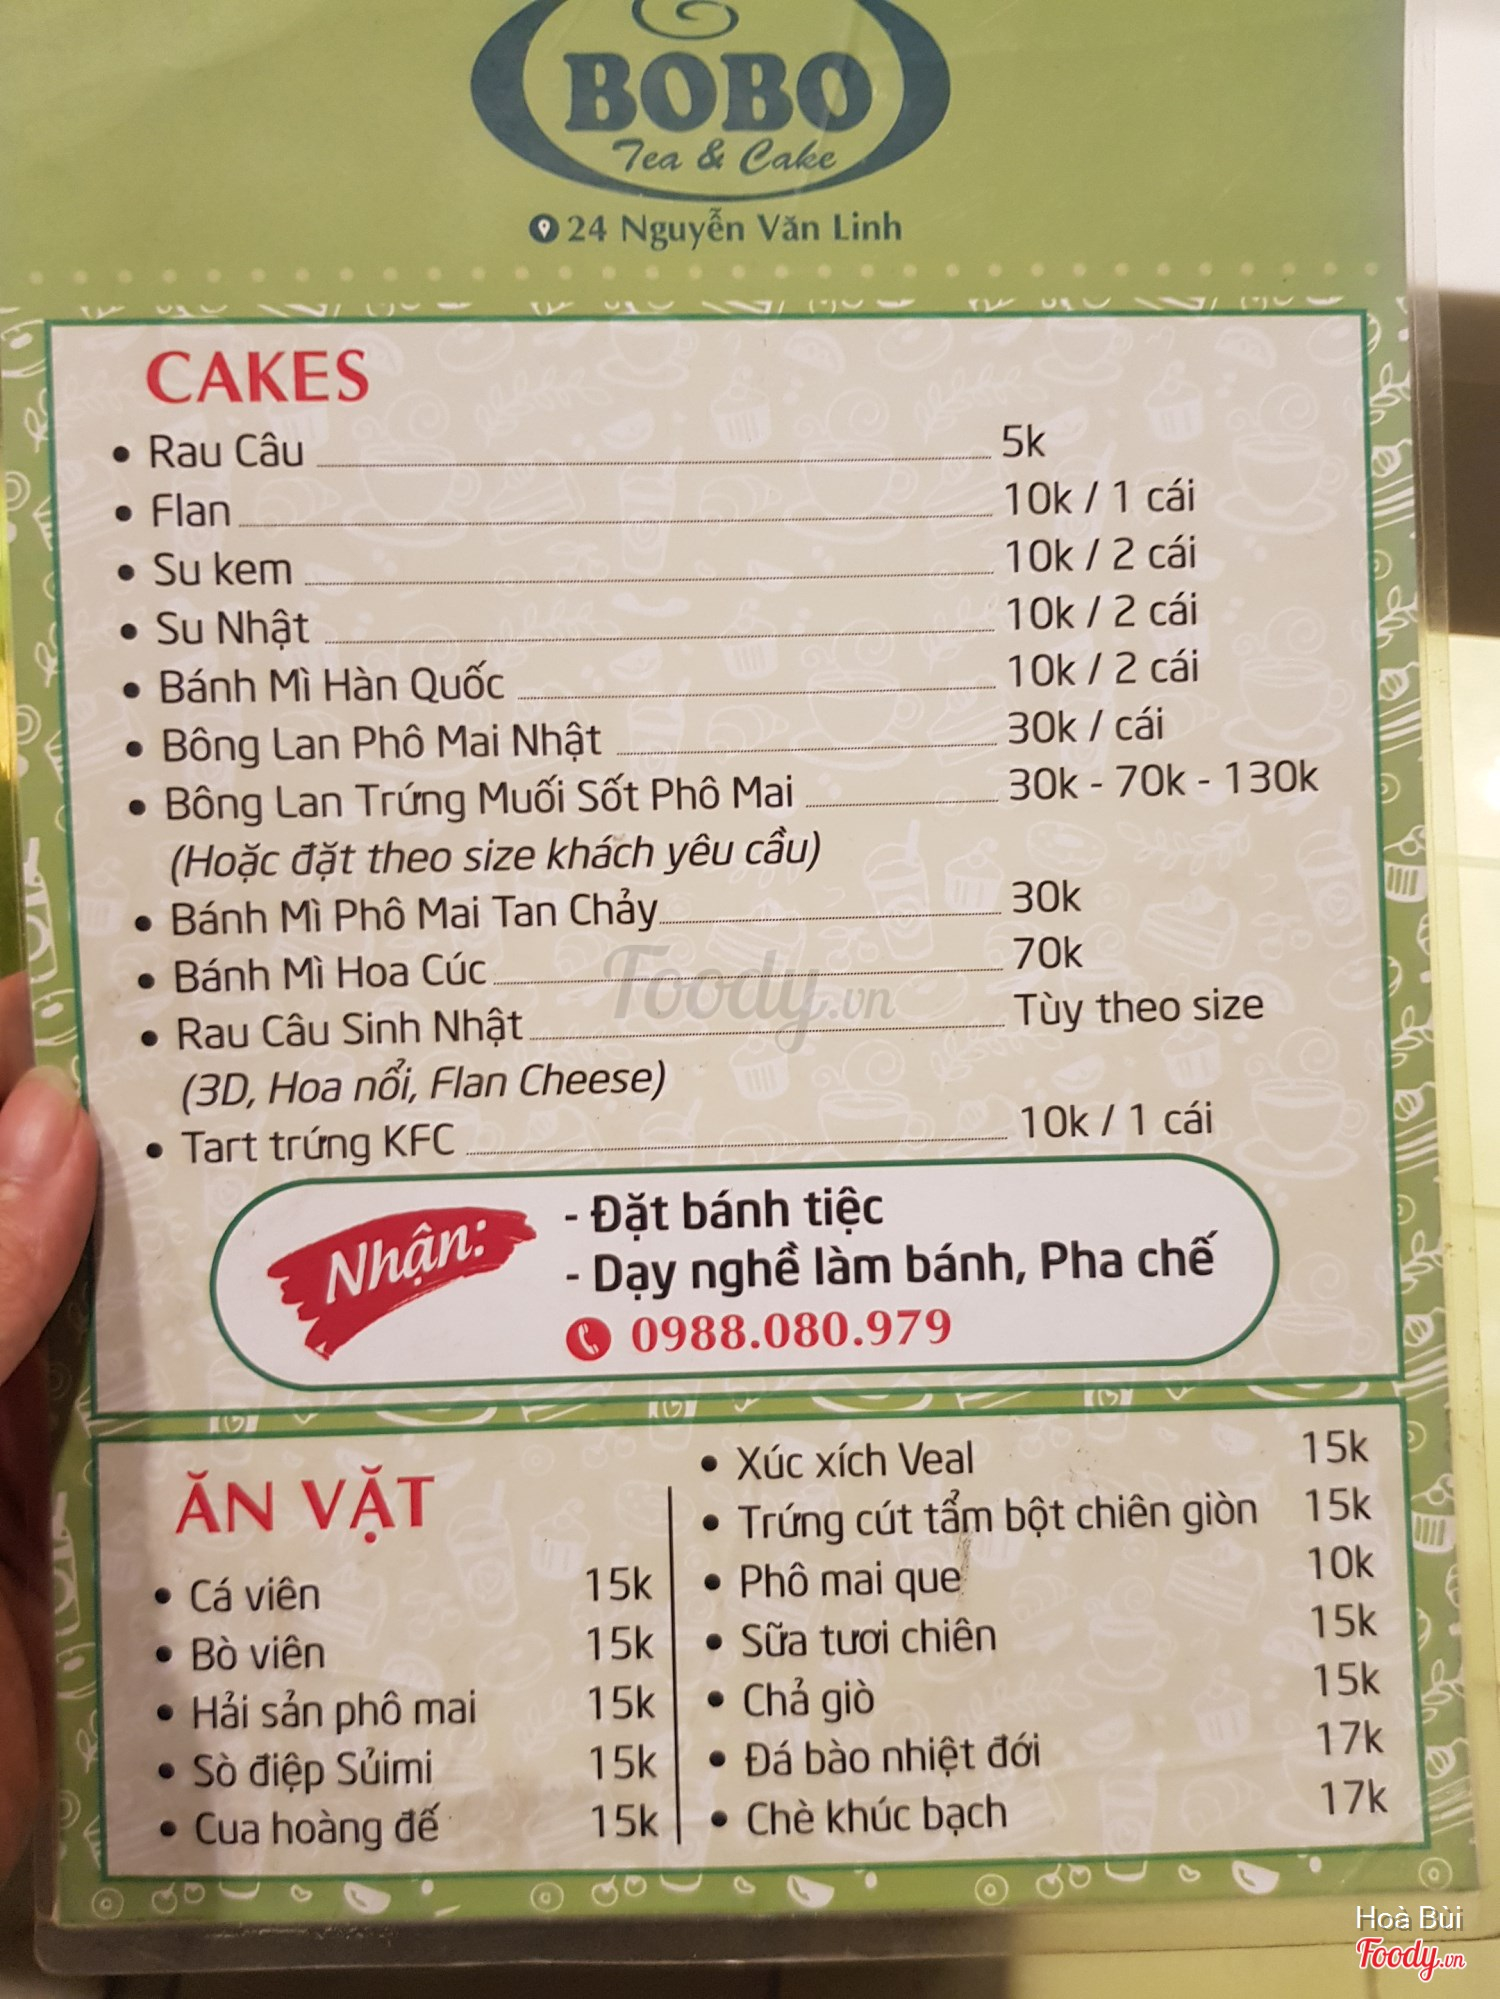 BOBO
Tea & Cake
24 Nguyễn Văn Linh
CAKES
• Rau Câu 5k
• Flan 10k / 1 cái
• Su kem 10k / 2 cái
• Su Nhật 10k / 2 cái
• Bánh Mì Hàn Quốc 10k / 2 cái
• Bông Lan Phô Mai Nhật 30k / cái
• Bông Lan Trứng Muối Sốt Phô Mai 30k - 70k - 130k
(Hoặc đặt theo size khách yêu cầu)
• Bánh Mì Phô Mai Tan Chảy 30k
• Bánh Mì Hoa Cúc 70k
• Rau Câu Sinh Nhật Tùy theo size
(3D, Hoa nổi, Flan Cheese)
• Tart trứng KFC 10k / 1 cái
Foody.vn
Nhận:
- Đặt bánh tiệc
- Dạy nghề làm bánh, Pha chế
0988.080.979
ĂN VẶT
• Cá viên 15k
• Bò viên 15k
• Hải sản phô mai 15k
• Sò điệp Sủimi 15k
• Cua hoàng đế 15k
• Xúc xích Veal 15k
• Trứng cút tẩm bột chiên giòn 15k
• Phô mai que 10k
• Sữa tươi chiên 15k
• Chả giò 15k
• Đá bào nhiệt đới 17k
• Chè khúc bạch 17k
Hoà Bùi
Foody.vn